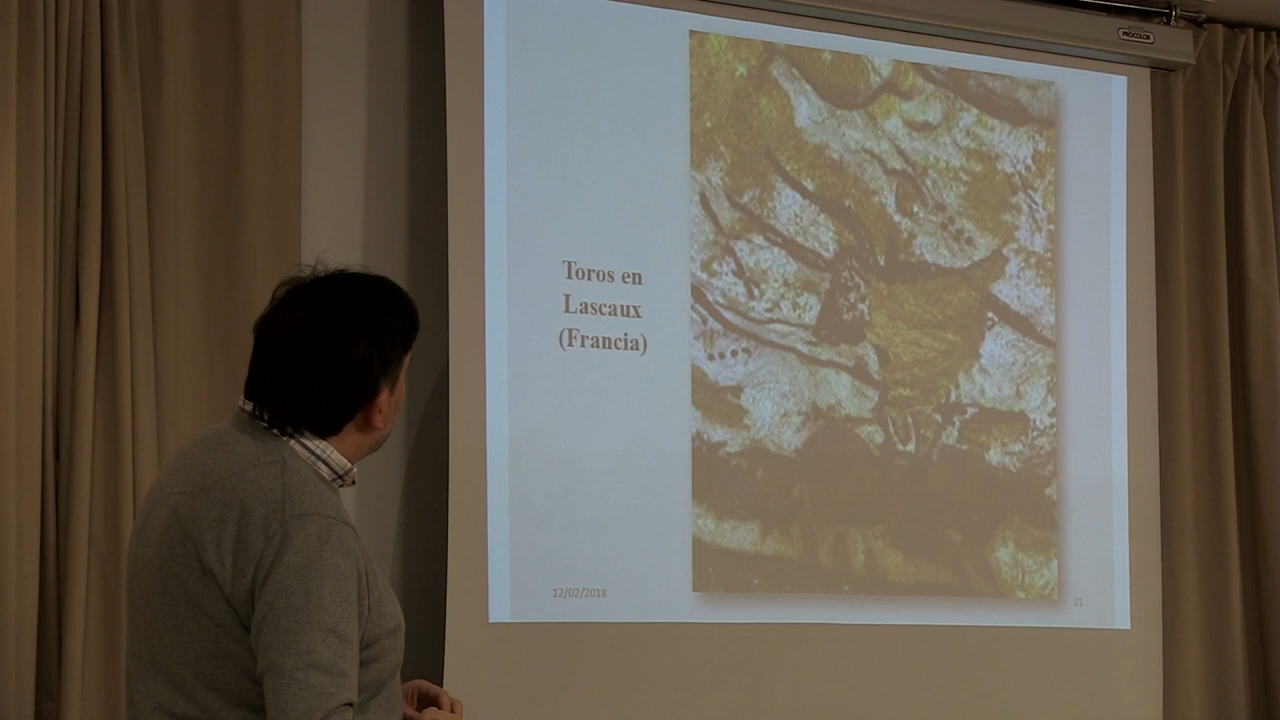 PROCOLOR
Toros en
Lascaux
(Francia)
12/02/2018
21